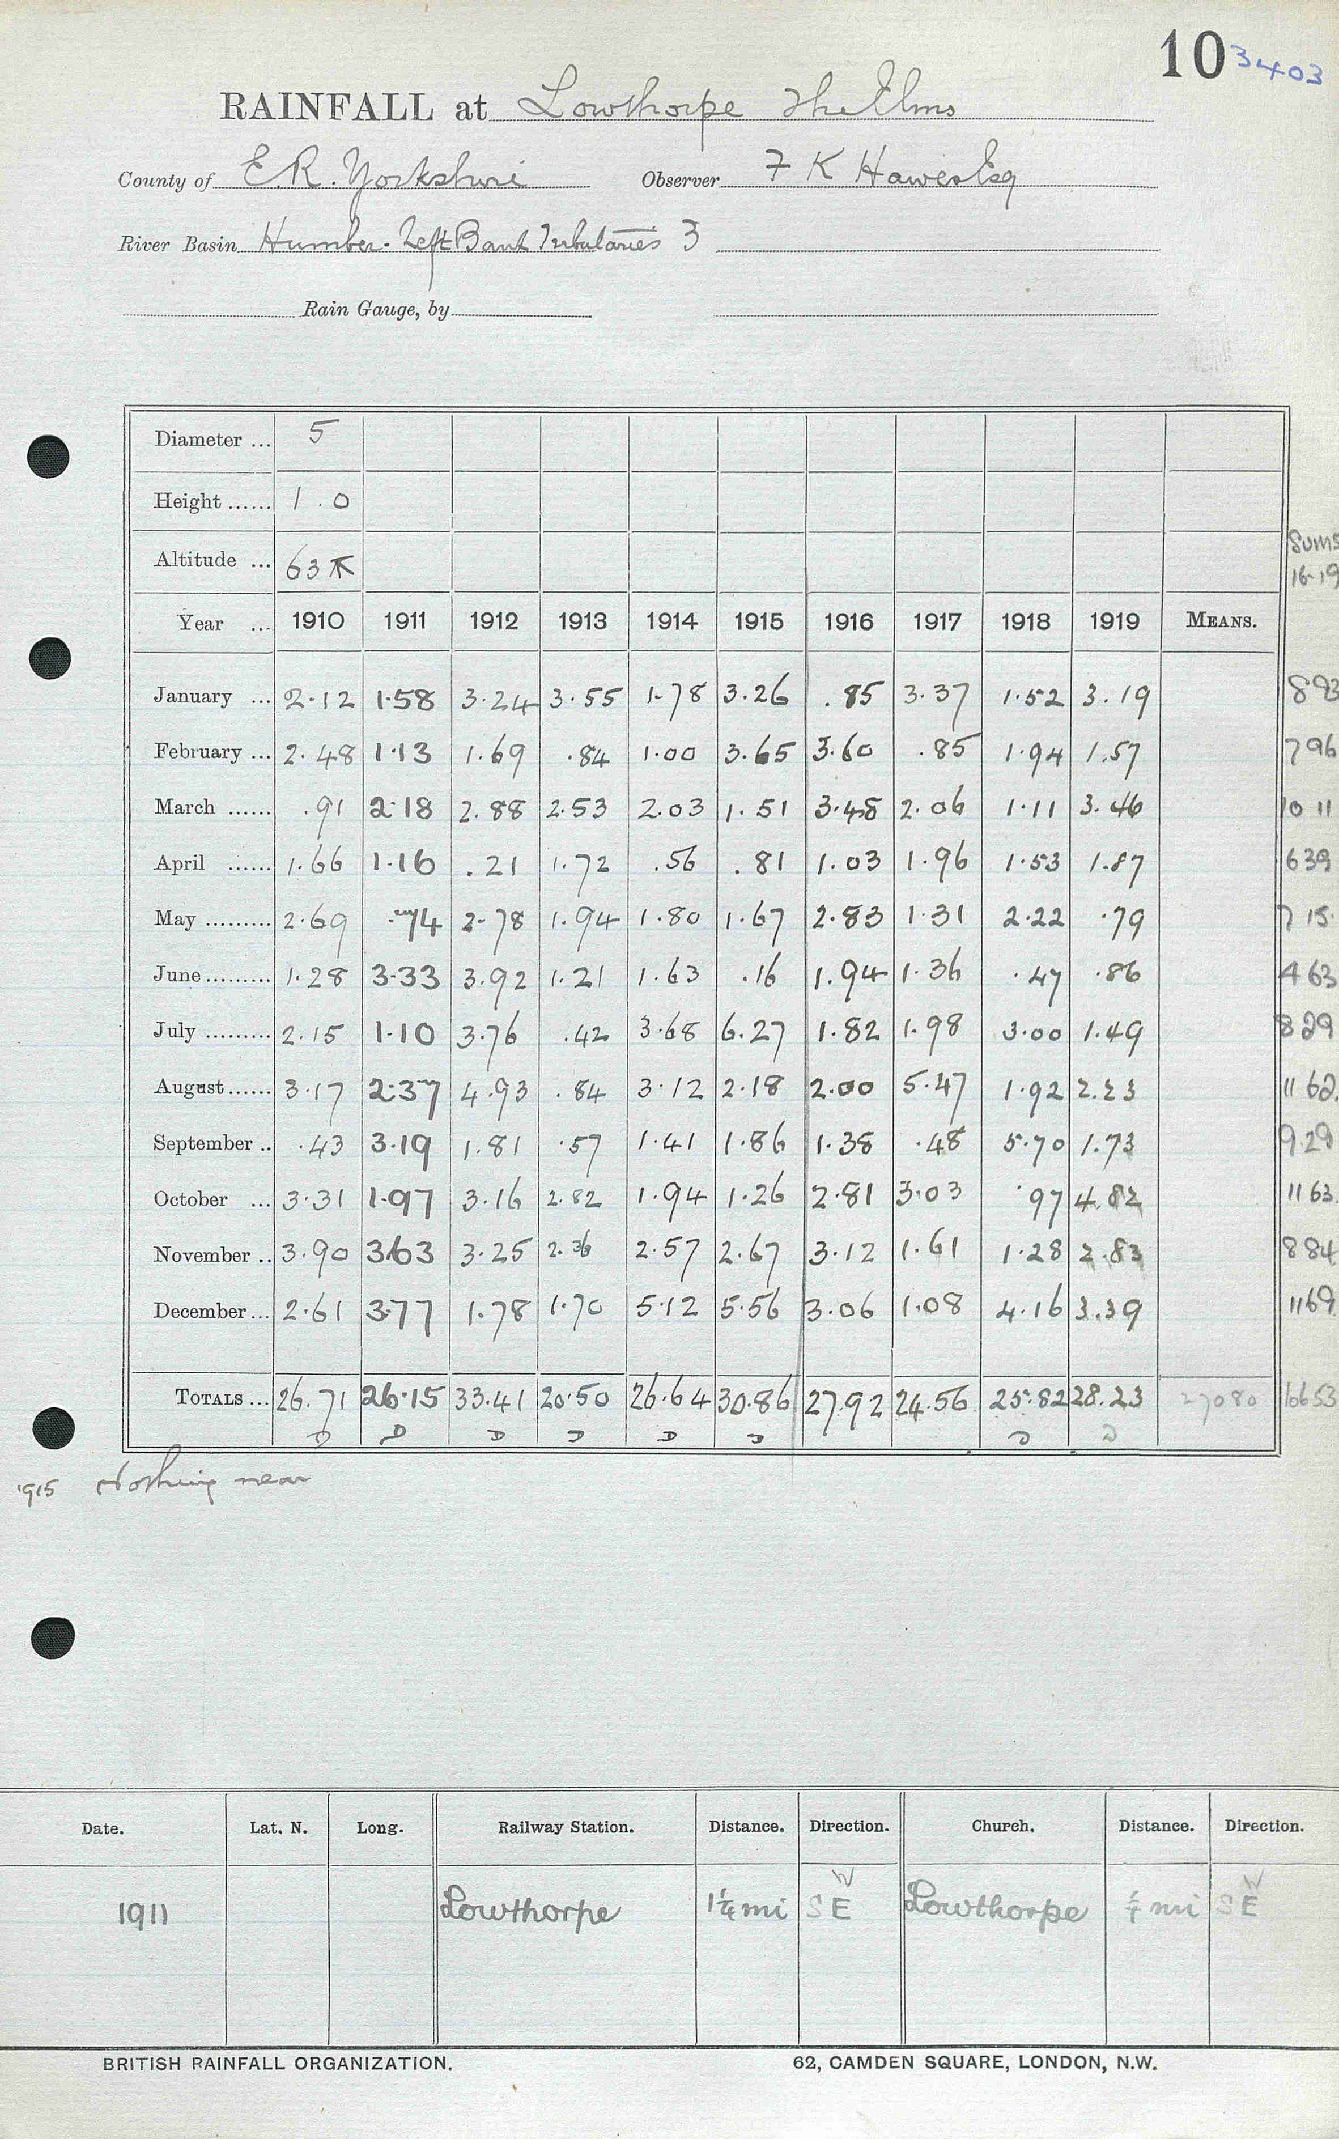 10 3403
RAINFALL at Lowthorpe The Elms
County of E.R. Yorkshire Observer F K Hawes Esq
River Basin Humber. Left Bank Tributaries 3
Rain Gauge, by
Diameter ... 5
Height ...... 1 . 0
Sums
Altitude ... 63
16-19
Year ... 1910 1911 1912 1913 1914 1915 1916 1917 1918 1919 MEANS.
January ... 2.12 1.58 3.24 3.55 1.78 3.26 .85 3.37 1.52 3.19 893
February ... 2.48 1.13 1.69 .84 1.00 3.65 3.60 .85 1.94 1.57 796
March ...... .91 2.18 2.88 2.53 2.03 1.51 3.48 2.06 1.11 3.46 10 11
April ...... 1.66 1.16 .21 1.72 .56 .81 1.03 1.96 1.53 1.87 639
May ......... 2.69 .74 2.78 1.94 1.80 1.67 2.83 1.31 2.22 .79 7 15
June ......... 1.28 3.33 3.92 1.21 1.63 .16 1.94 1.36 .47 .86 463
July ......... 2.15 1.10 3.76 .42 3.68 6.27 1.82 1.98 3.00 1.49 829
August ...... 3.17 2.37 4.93 .84 3.12 2.18 2.00 5.47 1.92 2.23 11 62
September .. .43 3.19 1.81 .57 1.41 1.86 1.38 .48 5.70 1.73 9.29
October ... 3.31 1.97 3.16 2.82 1.94 1.26 2.81 3.03 .97 4.82 11 63
November .. 3.90 3.63 3.25 2.36 2.57 2.67 3.12 1.61 1.28 2.83 884
December ... 2.61 3.77 1.78 1.70 5.12 5.56 3.06 1.08 4.16 3.39 1169
TOTALS ... 26.71 26.15 33.41 20.50 26.64 30.86 27.92 24.56 25.82 28.23 27080 10653
D D D D D D D D
1915 Nothing near
Date. Lat. N. Long. Railway Station. Distance. Direction. Church. Distance. Direction.
W W
1911 Lowthorpe 1¼ mi S E Lowthorpe mi S E
BRITISH RAINFALL ORGANIZATION. 62, CAMDEN SQUARE, LONDON, N.W.